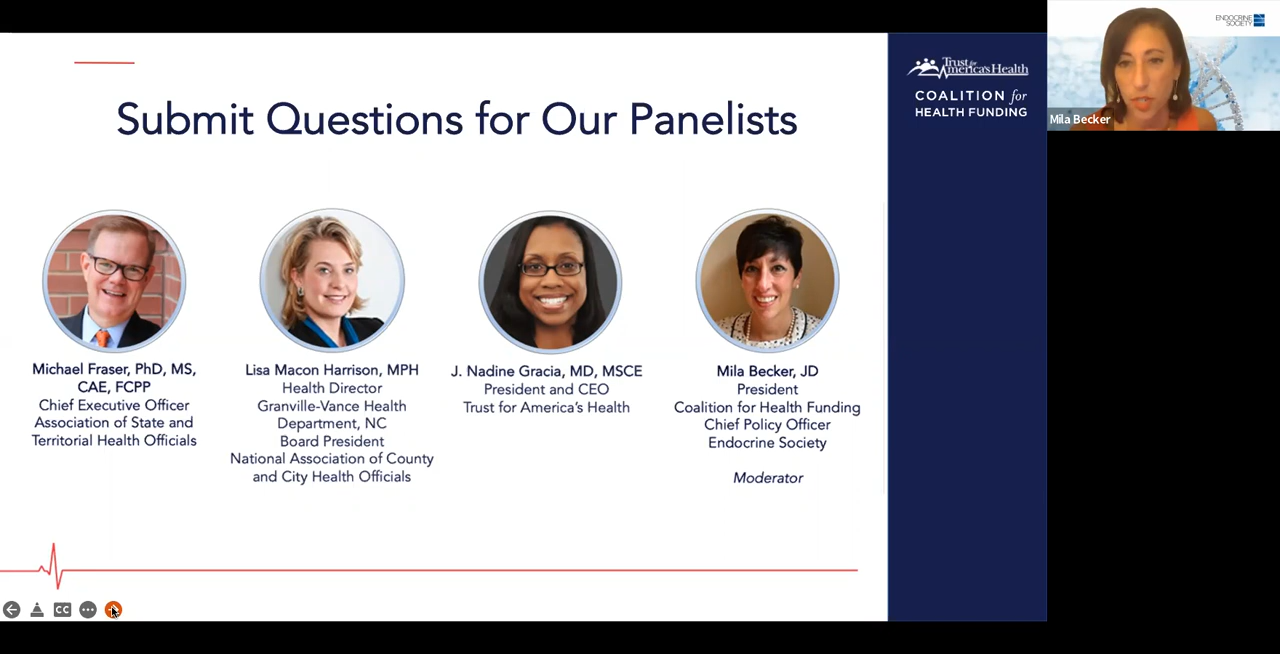 Submit Questions for Our Panelists
Michael Fraser, PhD, MS,
CAE, FCPP
Chief Executive Officer
Association of State and
Territorial Health Officials
Lisa Macon Harrison, MPH
Health Director
Granville-Vance Health
Department, NC
Board President
National Association of County
and City Health Officials
J. Nadine Gracia, MD, MSCE
President and CEO
Trust for America's Health
Mila Becker, JD
President
Coalition for Health Funding
Chief Policy Officer
Endocrine Society
Moderator
CC
Trust for
America's Health
COALITION for
HEALTH FUNDING
ENDOCRINE
SOCIETY
Mila Becker